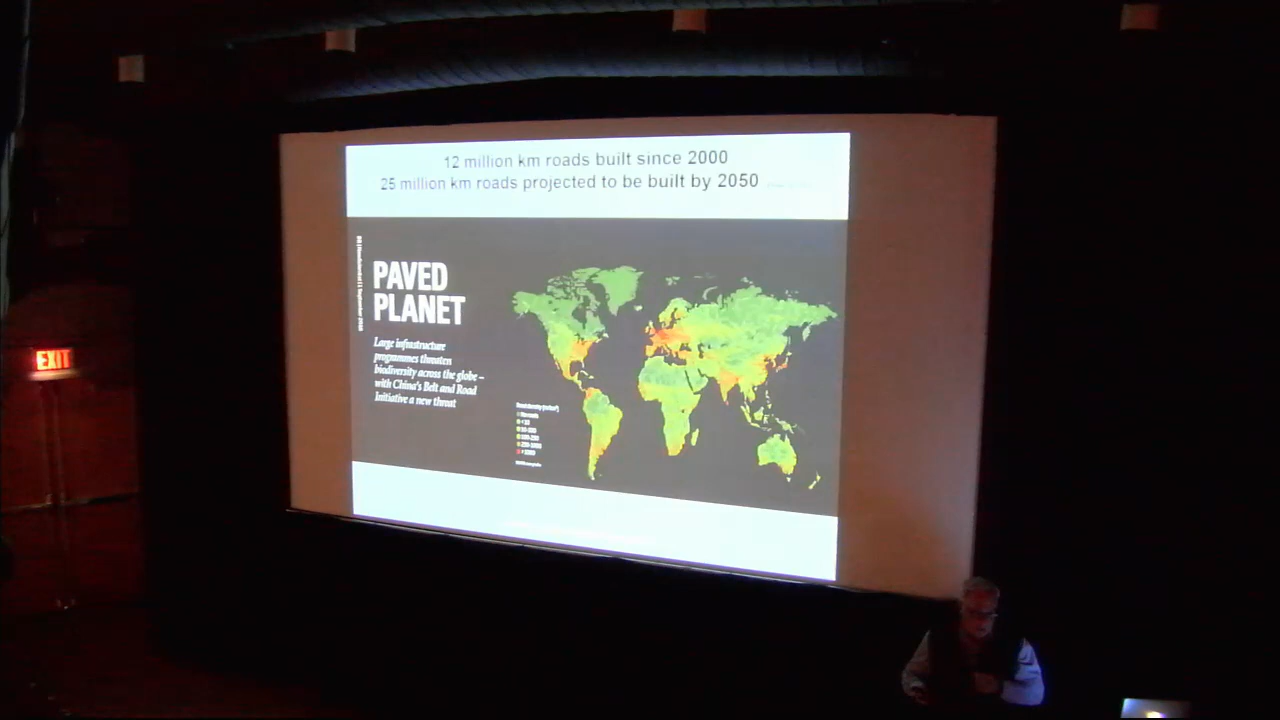 12 million km roads built since 2000
25 million km roads projected to be built by 2050
PAVED
PLANET
Large infrastructure
programmes threaten
biodiversity across the globe –
with China's Belt and Road
Initiative a new threat
EXIT